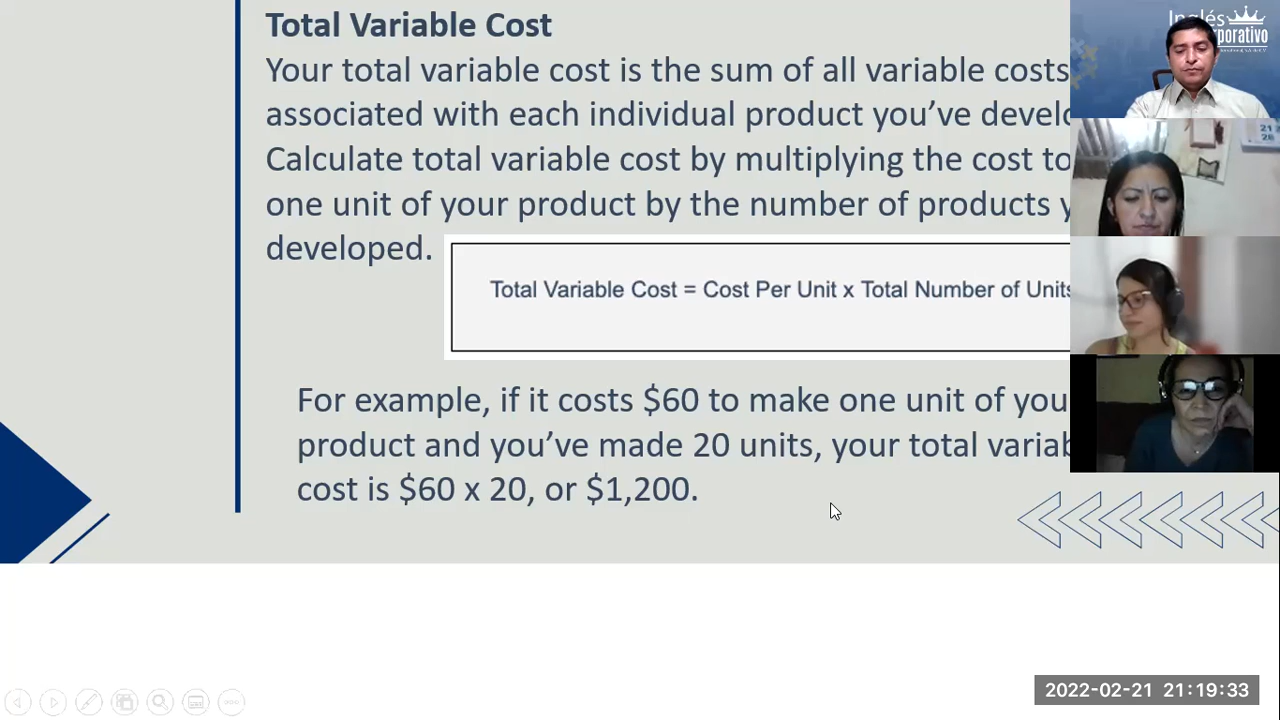 Total Variable Cost
Your total variable cost is the sum of all variable costs
associated with each individual product you’ve
Calculate total variable cost by multiplying the cost to
one unit of your product by the number of products
developed.
Total Variable Cost = Cost Per Unit x Total Number of Units
For example, if it costs $60 to make one unit of
product and you’ve made 20 units, your total
cost is $60 x 20, or $1,200.
Inglés
21
28
2022-02-21 21:19:33